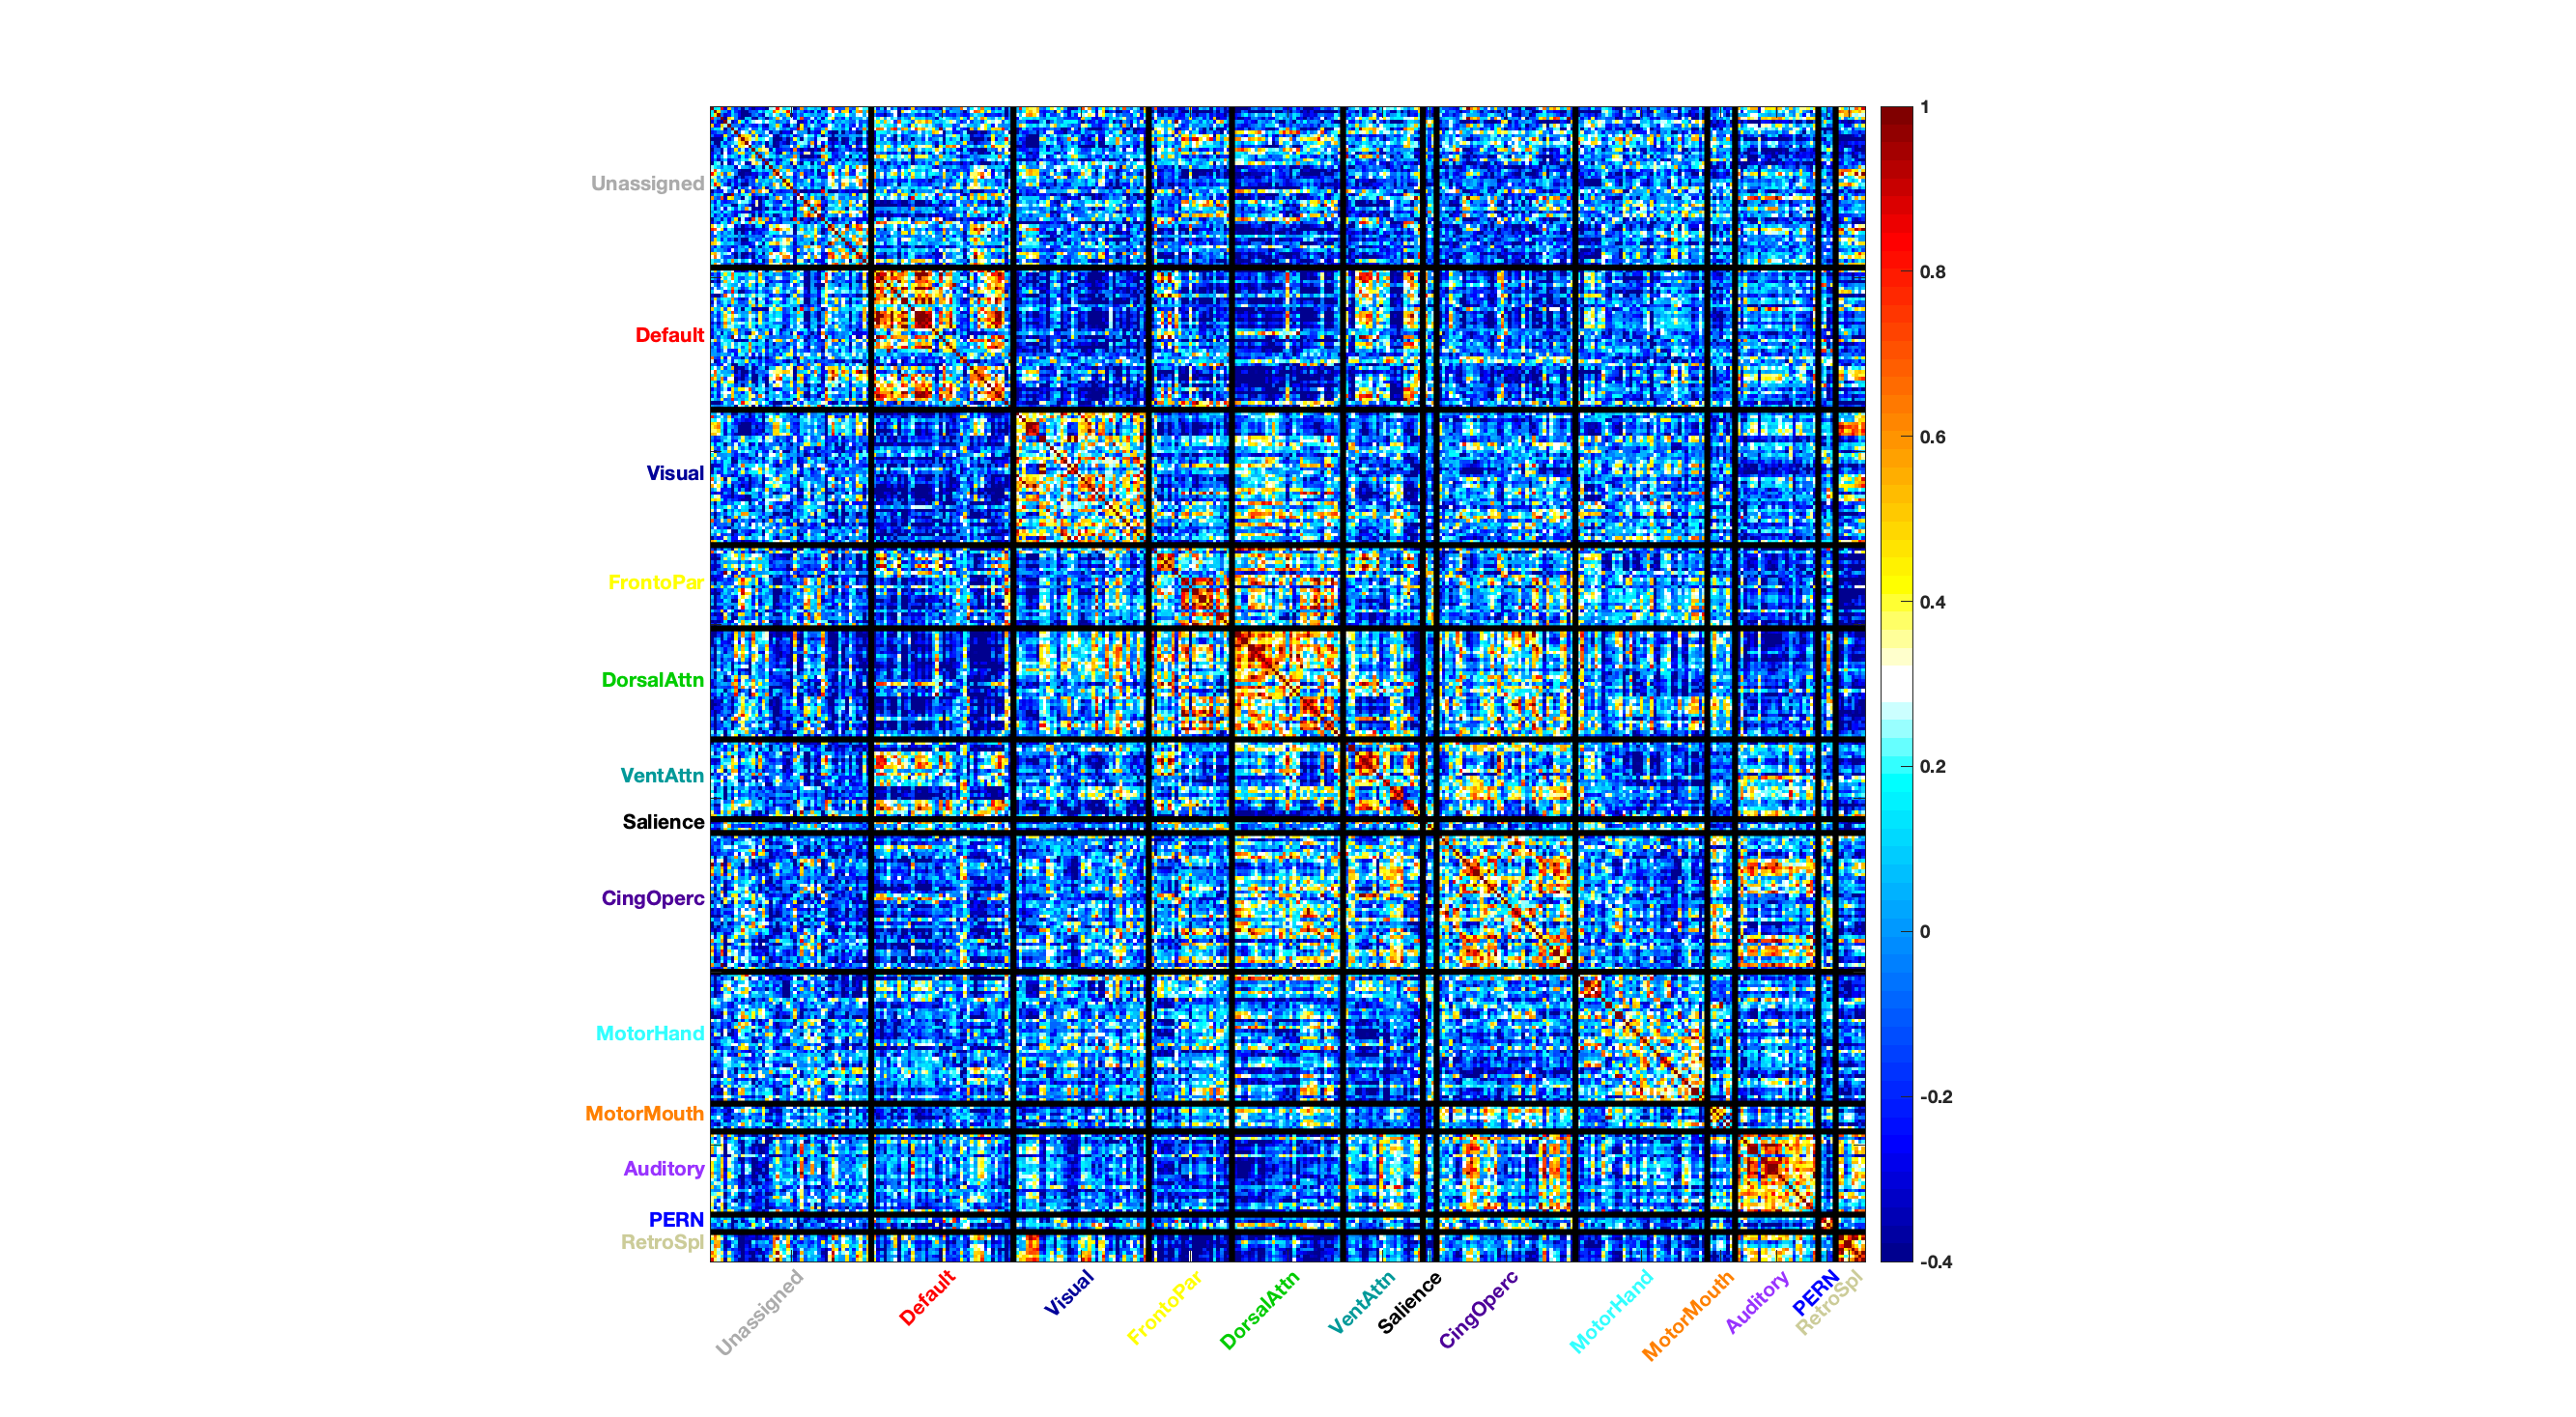 Unassigned
Default
Visual
FrontoPar
DorsalAttn
VentAttn
Salience
CingOperc
MotorHand
MotorMouth
Auditory
PERN
RetroSpl
Unassigned
Default
Visual
FrontoPar
DorsalAttn
VentAttn
Salience
CingOperc
MotorHand
MotorMouth
Auditory
PERN
RetroSpl
1
0.8
0.6
0.4
0.2
0
-0.2
-0.4